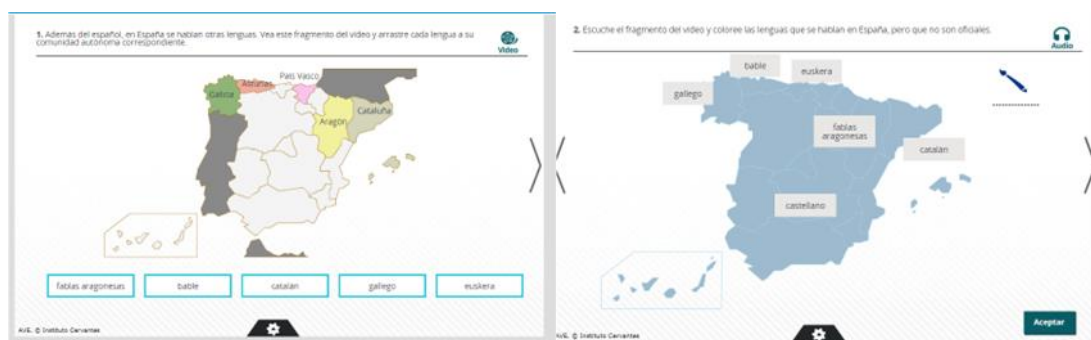 1. Además del español, en España se hablan otras lenguas. Vea este fragmento del vídeo y arrastre cada lengua a su
comunidad autónoma correspondiente.
Vídeo
Galicia
Asturias
País Vasco
Aragón
Cataluña
fablas aragonesas
bable
catalán
gallego
euskera
AVE. © Instituto Cervantes
2. Escuche el fragmento del vídeo y coloree las lenguas que se hablan en España, pero que no son oficiales.
Audio
bable
euskera
gallego
fablas
aragonesas
catalán
castellano
Aceptar
AVE. © Instituto Cervantes